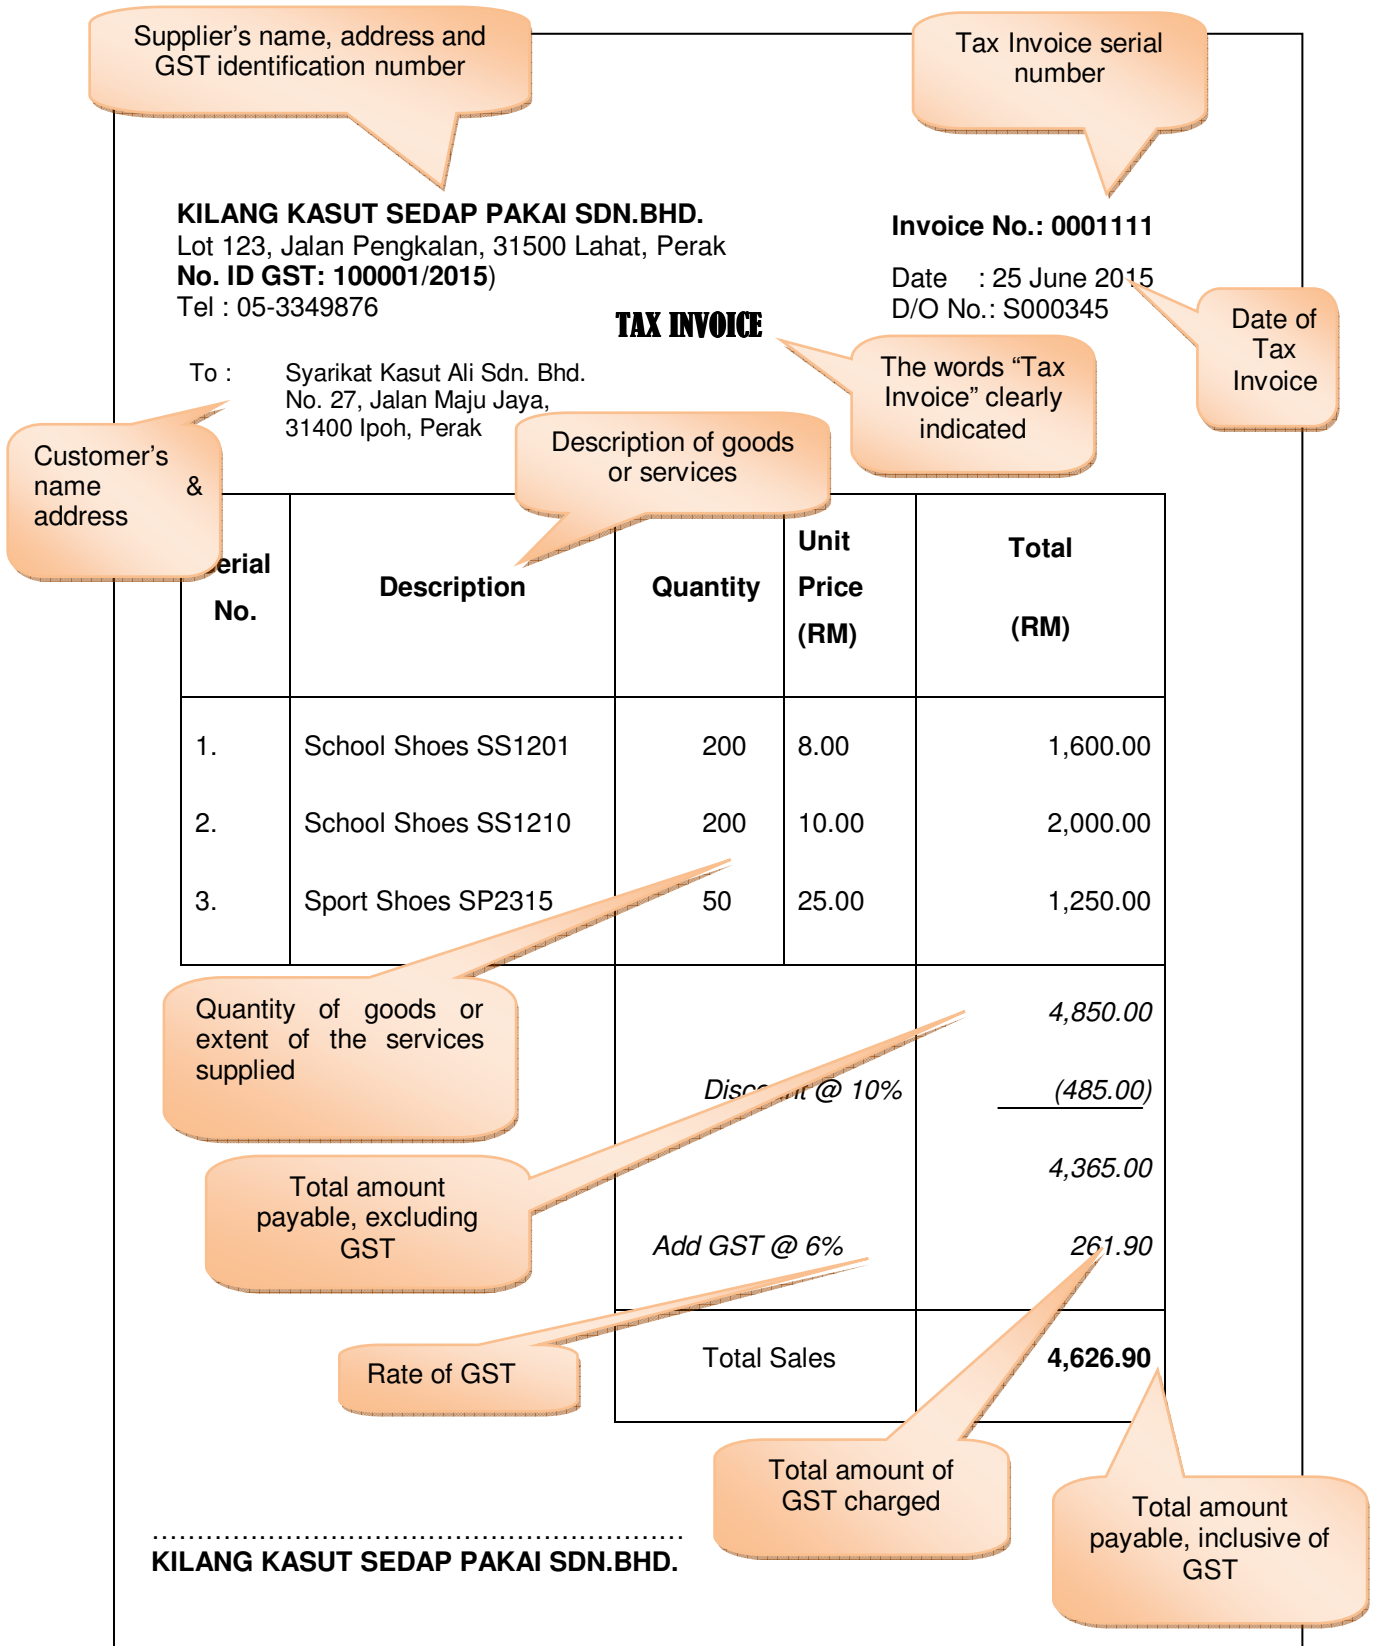 Supplier's name, address and
GST identification number
Tax Invoice serial
number
KILANG KASUT SEDAP PAKAI SDN.BHD.
Lot 123, Jalan Pengkalan, 31500 Lahat, Perak
No. ID GST: 100001/2015)
Tel : 05-3349876
Invoice No.: 0001111
Date : 25 June 2015
D/O No.: S000345
TAX INVOICE
Date of
Tax
Invoice
The words “Tax
Invoice” clearly
indicated
To : Syarikat Kasut Ali Sdn. Bhd.
No. 27, Jalan Maju Jaya,
31400 Ipoh, Perak
Customer's
name &
address
Description of goods
or services
Serial
No.
Description
Quantity
Unit
Price
(RM)
Total
(RM)
1. School Shoes SS1201 200 8.00 1,600.00
2. School Shoes SS1210 200 10.00 2,000.00
3. Sport Shoes SP2315 50 25.00 1,250.00
Quantity of goods or
extent of the services
supplied
4,850.00
Discount @ 10% (485.00)
4,365.00
Total amount
payable, excluding
GST
Add GST @ 6% 261.90
Rate of GST
Total Sales 4,626.90
Total amount of
GST charged
Total amount
payable, inclusive of
GST
KILANG KASUT SEDAP PAKAI SDN.BHD.